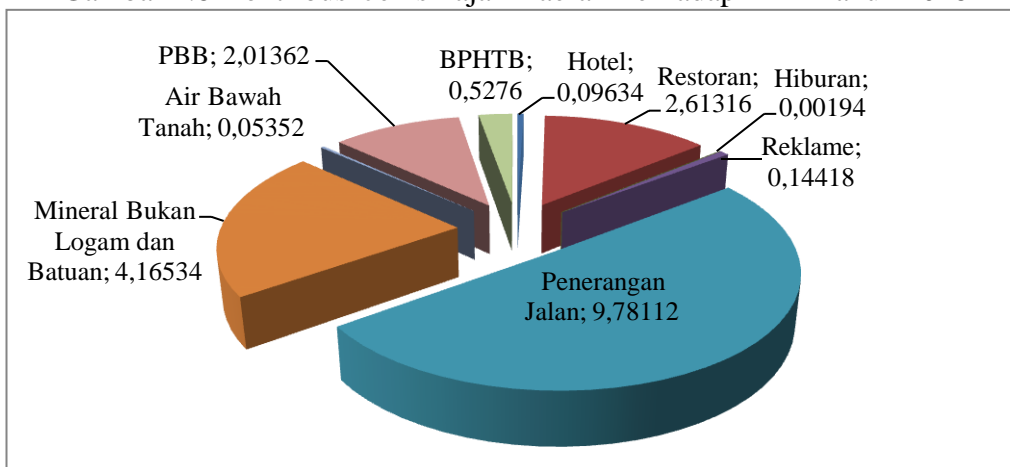 PBB; 2,01362
Air Bawah
Tanah; 0,05352
BPHTB;
0,5276
Hotel;
0,09634
Restoran;
2,61316
Hiburan;
0,00194
Reklame;
0,14418
Mineral Bukan
Logam dan
Batuan; 4,16534
Penerangan
Jalan; 9,78112